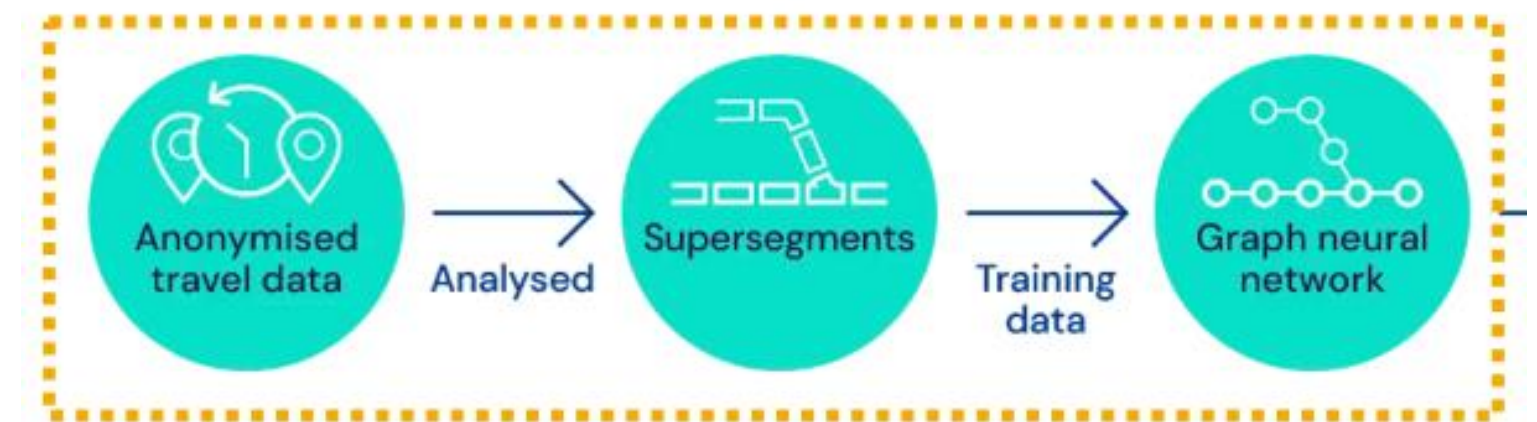 Anonymised
travel data
Analysed
Supersegments
Training
data
Graph neural
network